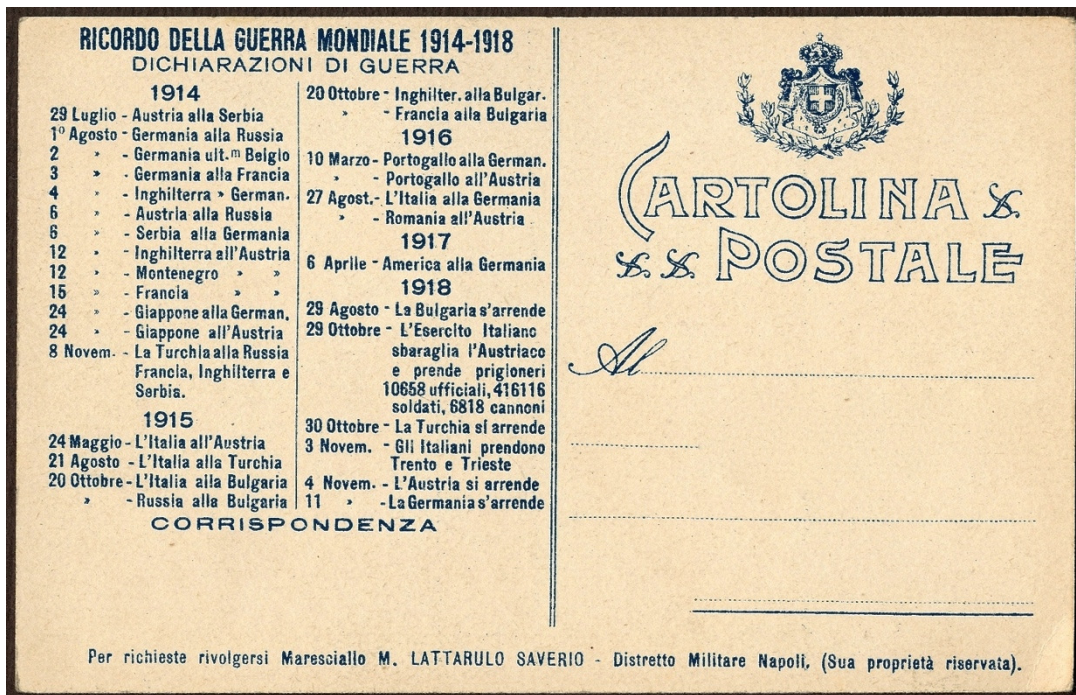 RICORDO DELLA GUERRA MONDIALE 1914-1918
DICHIARAZIONI DI GUERRA
1914
29 Luglio - Austria alla Serbia
1º Agosto - Germania alla Russia
2 » - Germania ult.m Belgio
3 » - Germania alla Francia
4 » - Inghilterra » German.
6 » - Austria alla Russia
6 » - Serbia alla Germania
12 » - Inghilterra all'Austria
12 » - Montenegro » »
15 » - Francia » »
24 » - Giappone alla German.
24 » - Giappone all'Austria
8 Novem. - La Turchia alla Russia
Francia, Inghilterra e
Serbia.
1915
24 Maggio - L'Italia all'Austria
21 Agosto - L'Italia alla Turchia
20 Ottobre - L'Italia alla Bulgaria
» - Russia alla Bulgaria
20 Ottobre - Inghilter. alla Bulgar.
» - Francia alla Bulgaria
1916
10 Marzo - Portogallo alla German.
» - Portogallo all'Austria
27 Agost. - L'Italia alla Germania
» - Romania all'Austria
1917
6 Aprile - America alla Germania
1918
29 Agosto - La Bulgaria s'arrende
29 Ottobre - L'Esercito Italiano
sbaraglia l'Austriaco
e prende prigioneri
10658 ufficiali, 416116
soldati, 6818 cannoni
30 Ottobre - La Turchia si arrende
3 Novem. - Gli Italiani prendono
Trento e Trieste
4 Novem. - L'Austria si arrende
11 » - La Germania s'arrende
CORRISPONDENZA
CARTOLINA
POSTALE
Al
Per richieste rivolgersi Maresciallo M. LATTARULO SAVERIO - Distretto Militare Napoli, (Sua proprietà riservata).